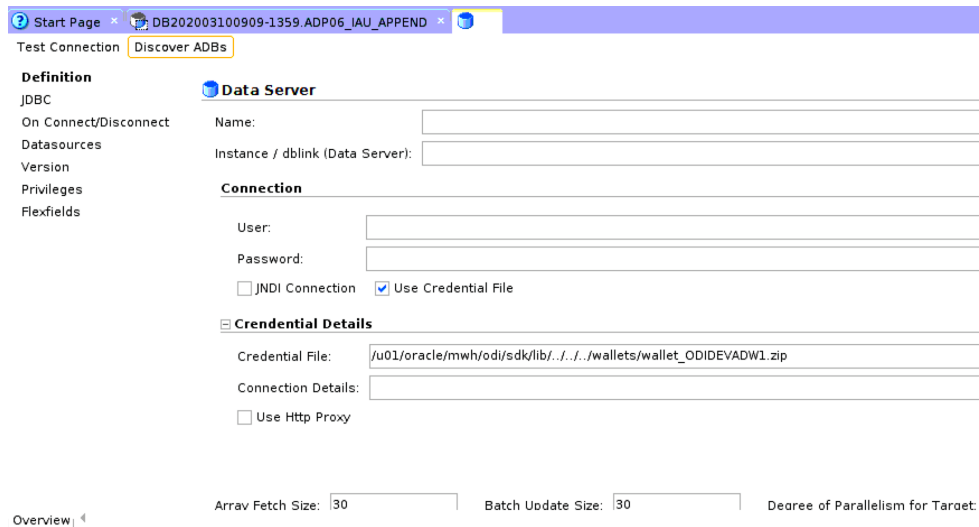 Start Page DB202003100909-1359.ADP06_IAU_APPEND
Test Connection Discover ADBs
Definition
JDBC
On Connect/Disconnect
Datasources
Version
Privileges
Flexfields
Data Server
Name:
Instance / dblink (Data Server):
Connection
User:
Password:
JNDI Connection Use Credential File
Crendential Details
Credential File: /u01/oracle/mwh/odi/sdk/lib/../../../wallets/wallet_ODIDEVADW1.zip
Connection Details:
Use Http Proxy
Array Fetch Size: 30 Batch Update Size: 30 Degree of Parallelism for Target:
Overview